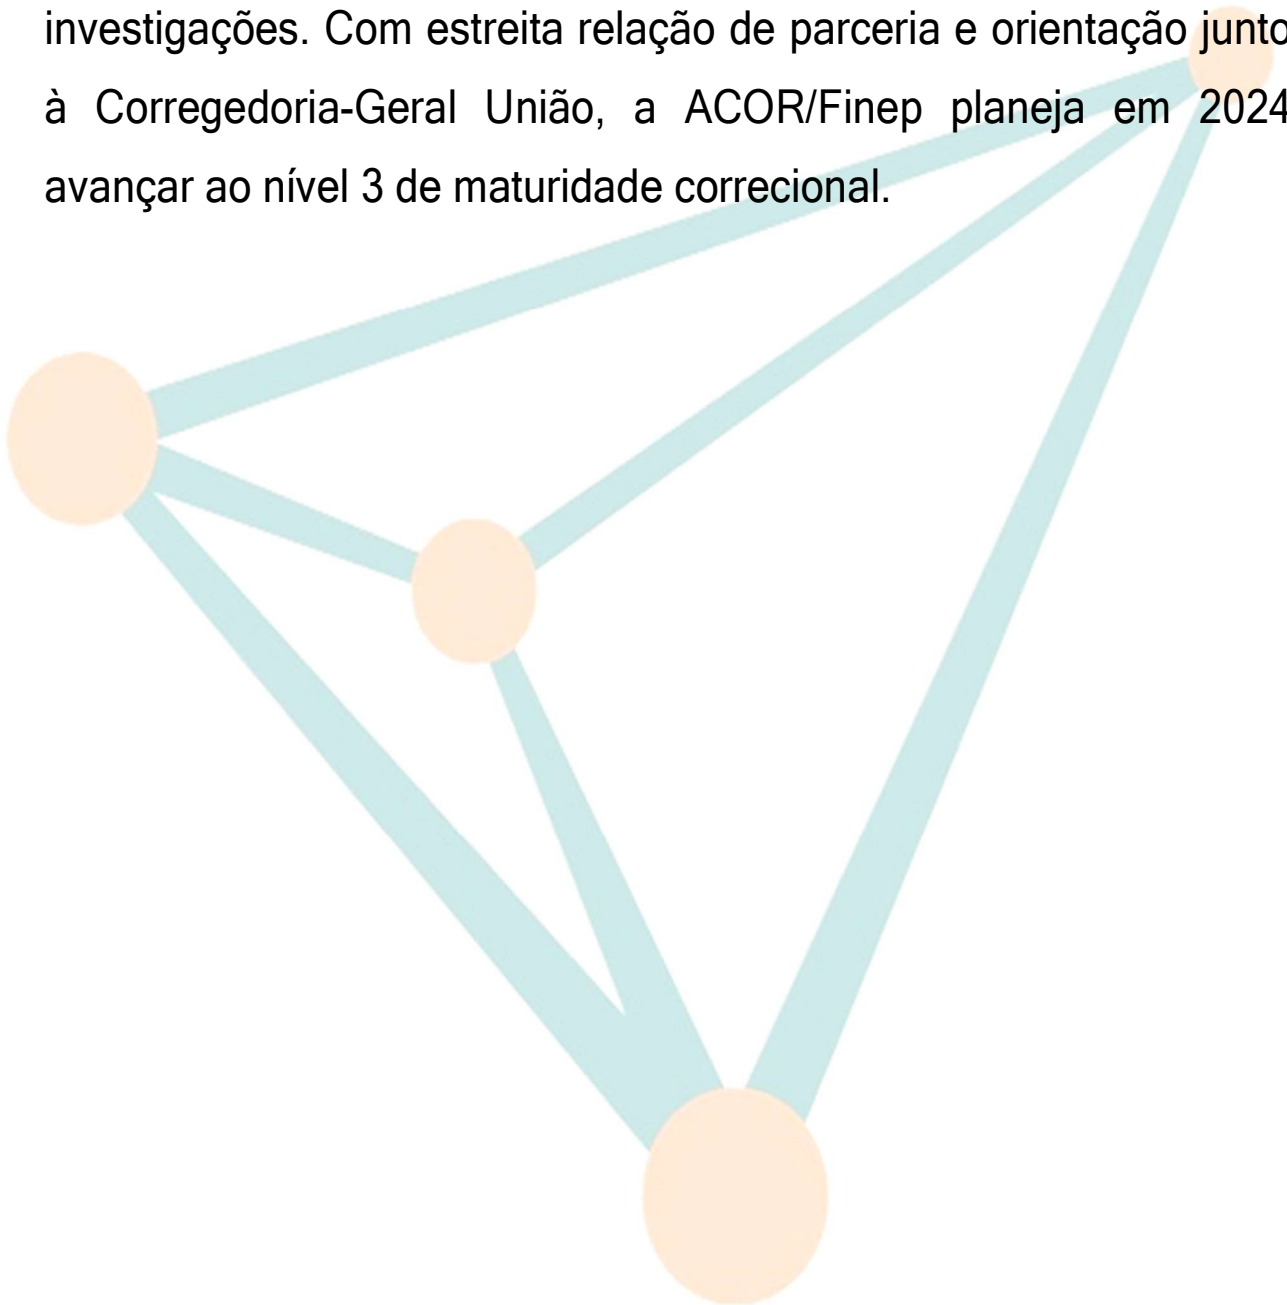 investigações. Com estreita relação de parceria e orientação junto
à Corregedoria-Geral União, a ACOR/Finep planeja em 2024
avançar ao nível 3 de maturidade correcional.